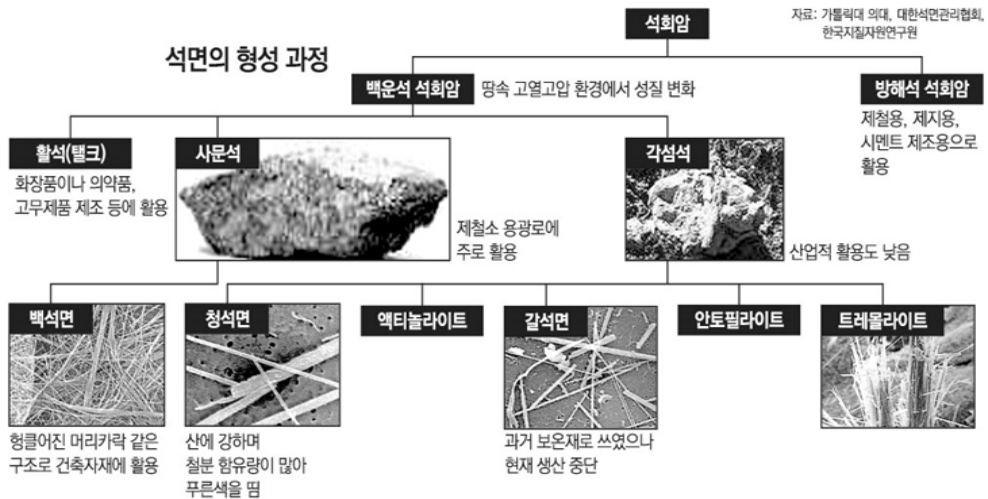 석회암
자료: 가톨릭대 의대, 대한석면관리협회,
한국지질자원연구원
석면의 형성 과정
백운석 석회암
땅속 고열고압 환경에서 성질 변화
방해석 석회암
제철용, 제지용,
시멘트 제조용으로
활용
활석(탤크)
화장품이나 의약품,
고무제품 제조 등에 활용
사문석
제철소 용광로에
주로 활용
각섬석
산업적 활용도 낮음
백석면
헝클어진 머리카락 같은
구조로 건축자재에 활용
청석면
산에 강하며
철분 함유량이 많아
푸른색을 띰
액티놀라이트
갈석면
과거 보온재로 쓰였으나
현재 생산 중단
안토필라이트
트레몰라이트